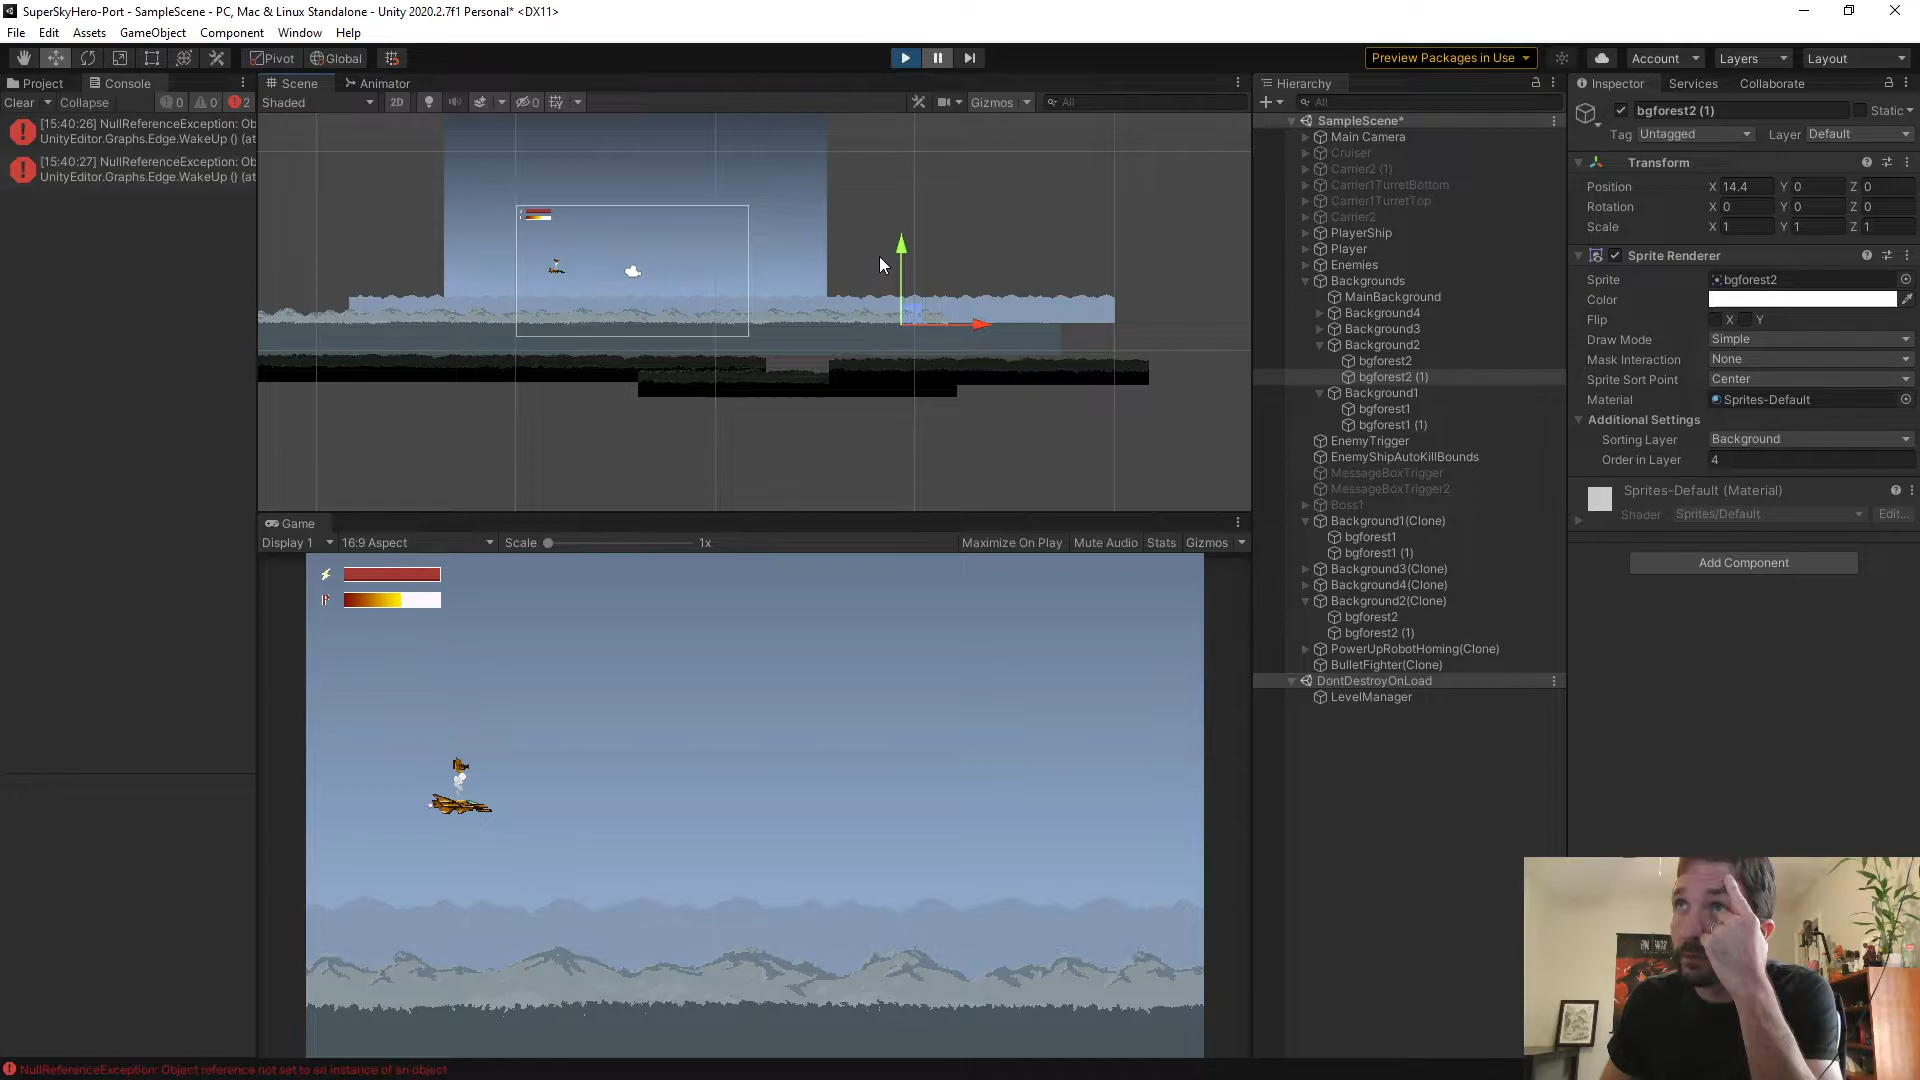 SuperSkyHero-Port - SampleScene - PC, Mac & Linux Standalone - Unity 2020.2.7f1 Personal* <DX11>
File Edit Assets GameObject Component Window Help
Pivot Global Preview Packages in Use Account Layers Layout
Project Console
Clear Collapse 0 0 2
[15:40:26] NullReferenceException: Ob
UnityEditor.Graphs.Edge.WakeUp () (at
[15:40:27] NullReferenceException: Ob
UnityEditor.Graphs.Edge.WakeUp () (at
Scene Animator
Shaded 2D 0 Gizmos All
Game
Display 1 16:9 Aspect Scale 1x Maximize On Play Mute Audio Stats Gizmos
Hierarchy
All
SampleScene*
Main Camera
Cruiser
Carrier2 (1)
Carrier1TurretBottom
Carrier1TurretTop
Carrier2
PlayerShip
Player
Enemies
Backgrounds
MainBackground
Background4
Background3
Background2
bgforest2
bgforest2 (1)
Background1
bgforest1
bgforest1 (1)
EnemyTrigger
EnemyShipAutoKillBounds
MessageBoxTrigger
MessageBoxTrigger2
Boss1
Background1(Clone)
bgforest1
bgforest1 (1)
Background3(Clone)
Background4(Clone)
Background2(Clone)
bgforest2
bgforest2 (1)
PowerUpRobotHoming(Clone)
BulletFighter(Clone)
DontDestroyOnLoad
LevelManager
Inspector Services Collaborate
bgforest2 (1) Static
Tag Untagged Layer Default
Transform
Position X 14.4 Y 0 Z 0
Rotation X 0 Y 0 Z 0
Scale X 1 Y 1 Z 1
Sprite Renderer
Sprite bgforest2
Color
Flip X Y
Draw Mode Simple
Mask Interaction None
Sprite Sort Point Center
Material Sprites-Default
Additional Settings
Sorting Layer Background
Order in Layer 4
Sprites-Default (Material)
Shader Sprites/Default Edit...
Add Component
NullReferenceException: Object reference not set to an instance of an object